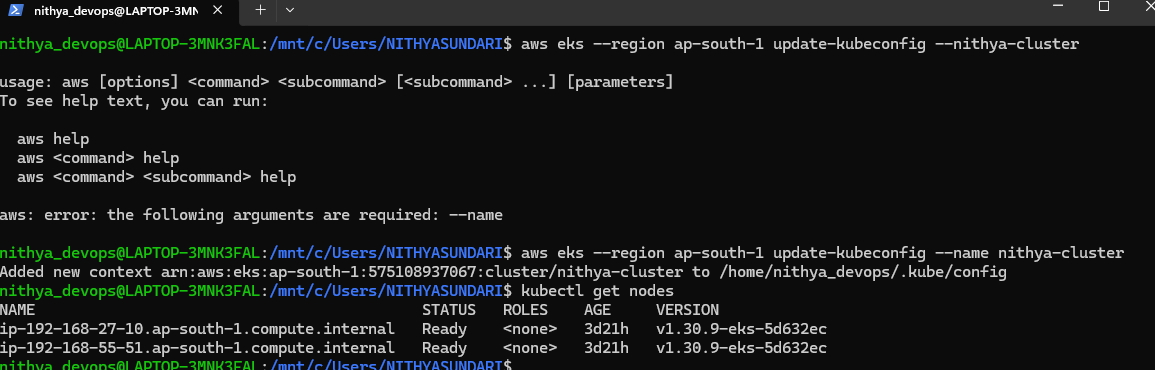 nithya_devops@LAPTOP-3MN
nithya_devops@LAPTOP-3MNK3FAL:/mnt/c/Users/NITHYASUNDARI$ aws eks --region ap-south-1 update-kubeconfig --nithya-cluster
usage: aws [options] <command> <subcommand> [<subcommand> ...] [parameters]
To see help text, you can run:
aws help
aws <command> help
aws <command> <subcommand> help
aws: error: the following arguments are required: --name
nithya_devops@LAPTOP-3MNK3FAL:/mnt/c/Users/NITHYASUNDARI$ aws eks --region ap-south-1 update-kubeconfig --name nithya-cluster
Added new context arn:aws:eks:ap-south-1:575108937067:cluster/nithya-cluster to /home/nithya_devops/.kube/config
nithya_devops@LAPTOP-3MNK3FAL:/mnt/c/Users/NITHYASUNDARI$ kubectl get nodes
NAME STATUS ROLES AGE VERSION
ip-192-168-27-10.ap-south-1.compute.internal Ready <none> 3d21h v1.30.9-eks-5d632ec
ip-192-168-55-51.ap-south-1.compute.internal Ready <none> 3d21h v1.30.9-eks-5d632ec
nithya_devops@LAPTOP-3MNK3FAL:/mnt/c/Users/NITHYASUNDARI$